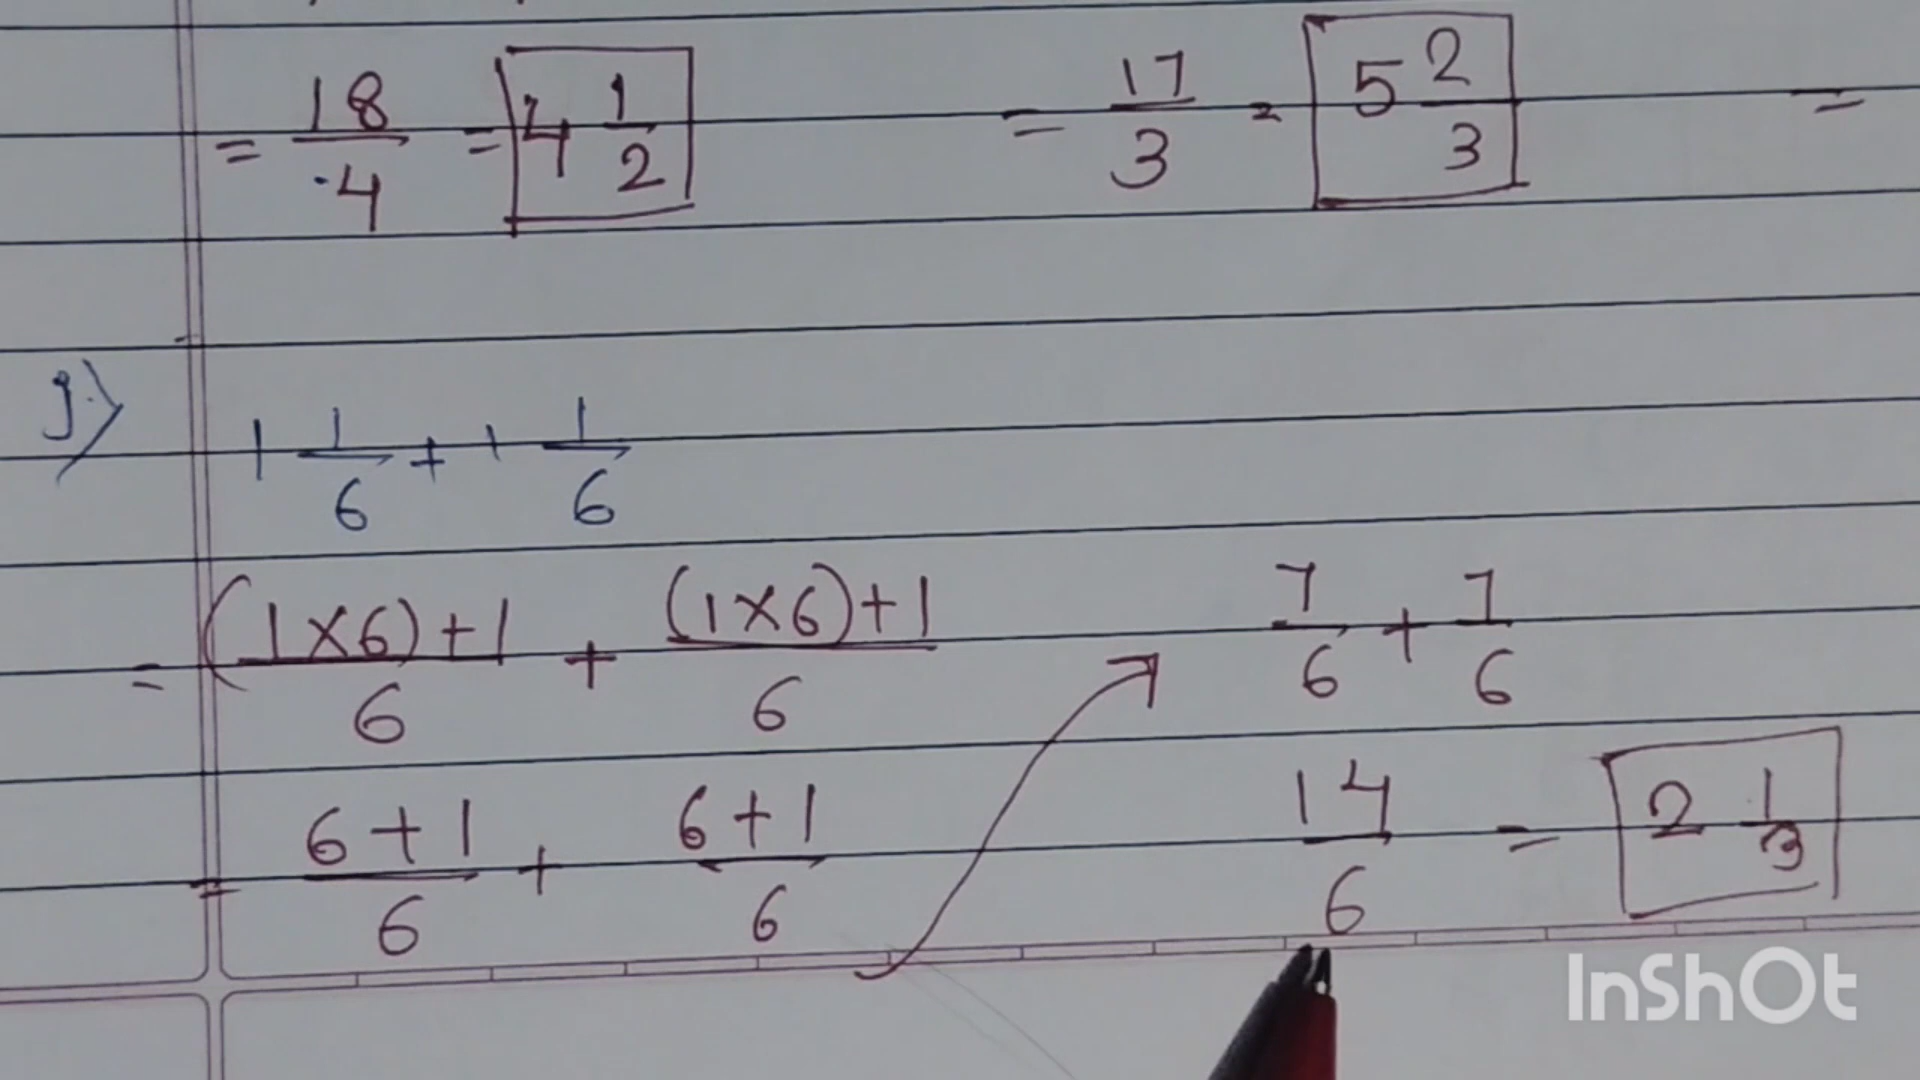 = 18/4 = 4 1/2
= 17/3 = 5 2/3
=
j)
1 1/6 + 1 1/6
= (1×6)+1/6 + (1×6)+1/6
= 6+1/6 + 6+1/6
7/6 + 7/6
14/6 = 2 1/3
InShOt